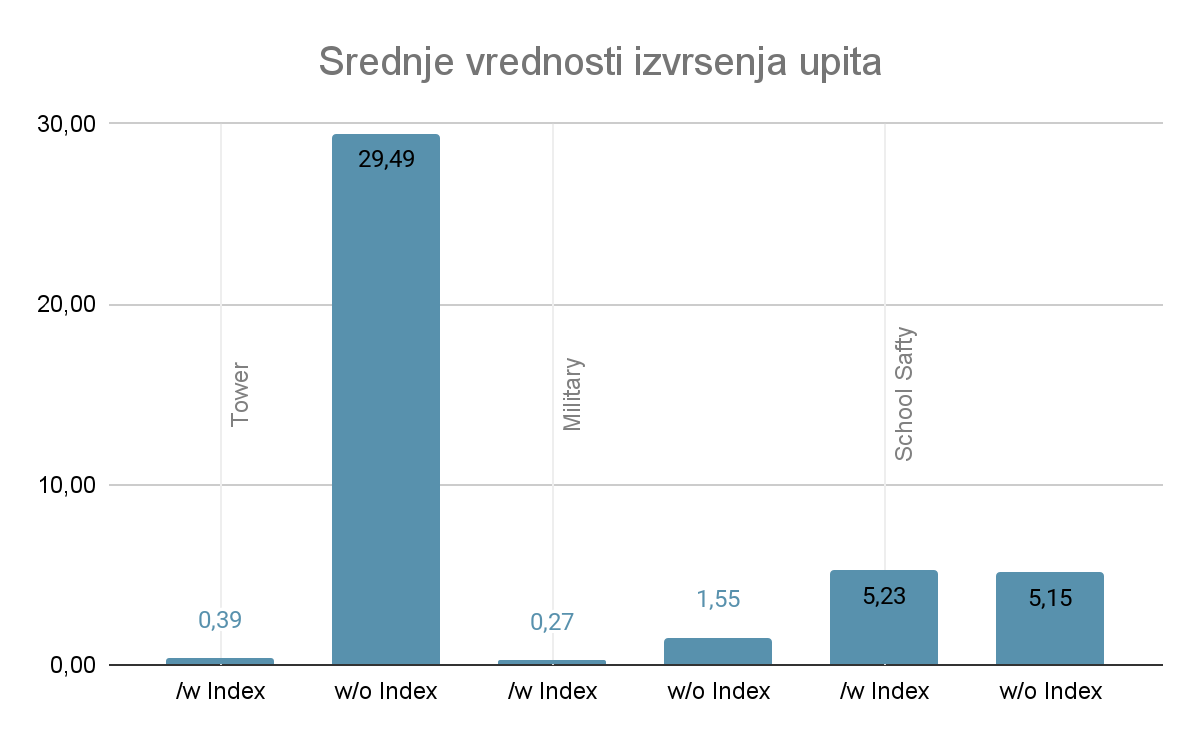 Srednje vrednosti izvrsenja upita
30,00
20,00
10,00
0,00
Tower
Military
School Safty
0,39
29,49
0,27
1,55
5,23
5,15
/w Index
w/o Index
/w Index
w/o Index
/w Index
w/o Index